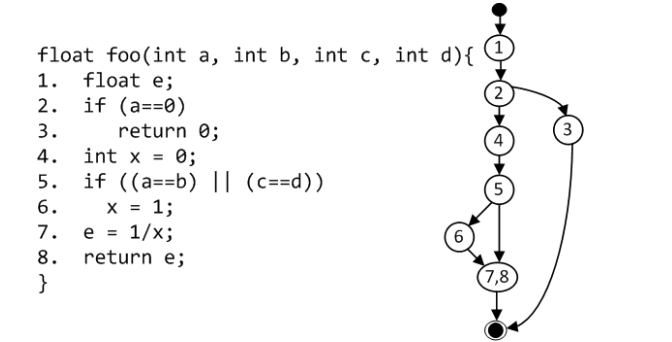 float foo(int a, int b, int c, int d){
1. float e;
2. if (a==0)
3. return 0;
4. int x = 0;
5. if ((a==b) || (c==d))
6. x = 1;
7. e = 1/x;
8. return e;
}
1
2
3
4
5
6
7,8